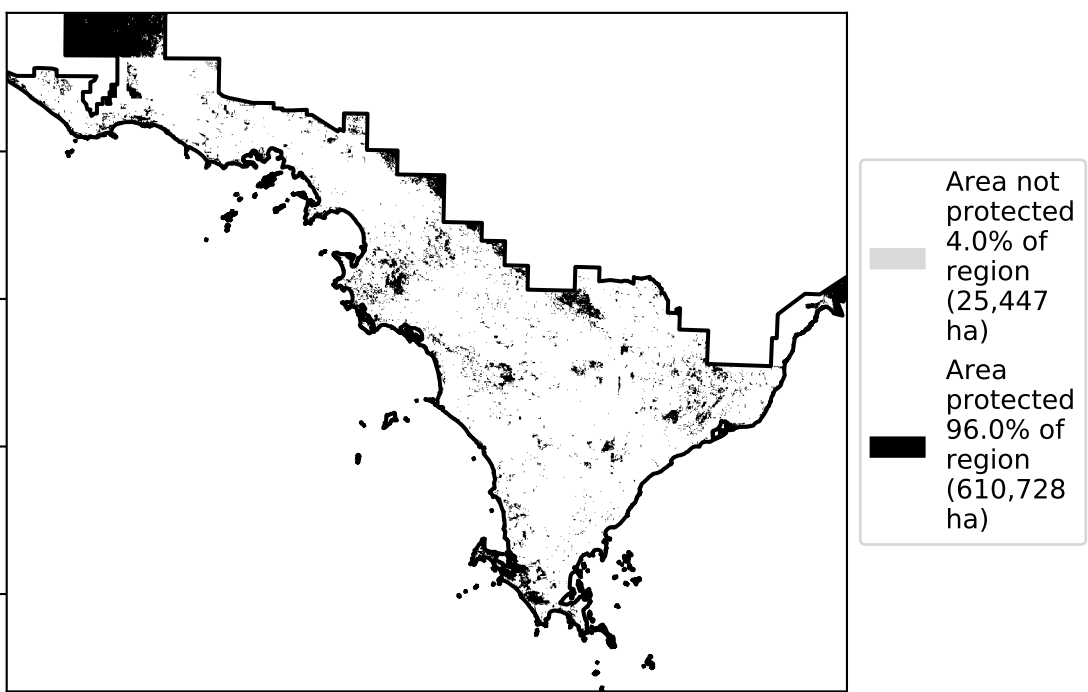 Area not
protected
4.0% of
region
(25,447
ha)
Area
protected
96.0% of
region
(610,728
ha)